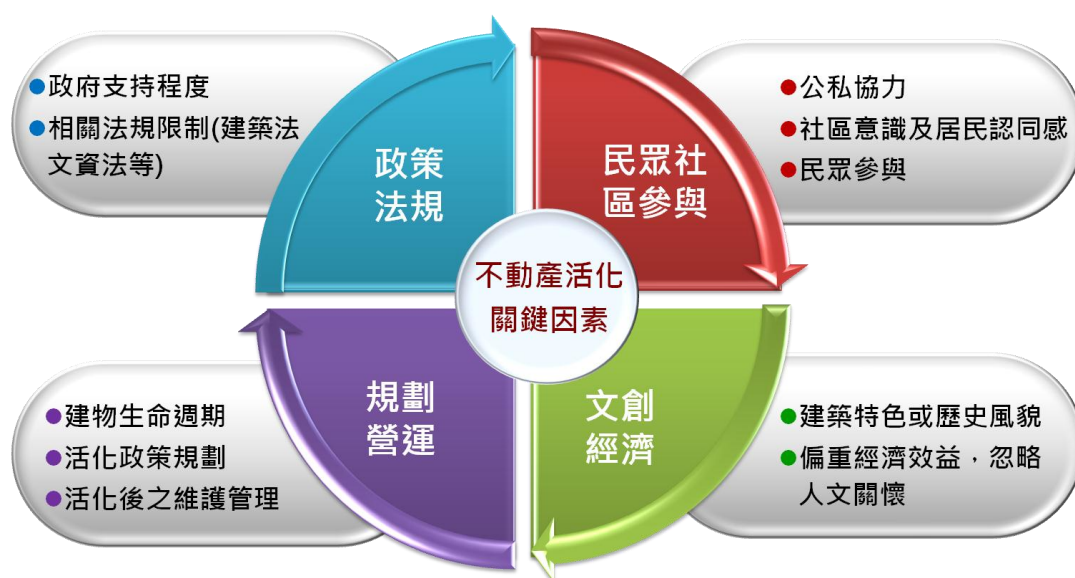 政府支持程度
相關法規限制(建築法
文資法等)
政策
法規
民眾社
區參與
公私協力
社區意識及居民認同感
民眾參與
不動產活化
關鍵因素
建物生命週期
活化政策規劃
活化後之維護管理
規劃
營運
文創
經濟
建築特色或歷史風貌
偏重經濟效益，忽略
人文關懷